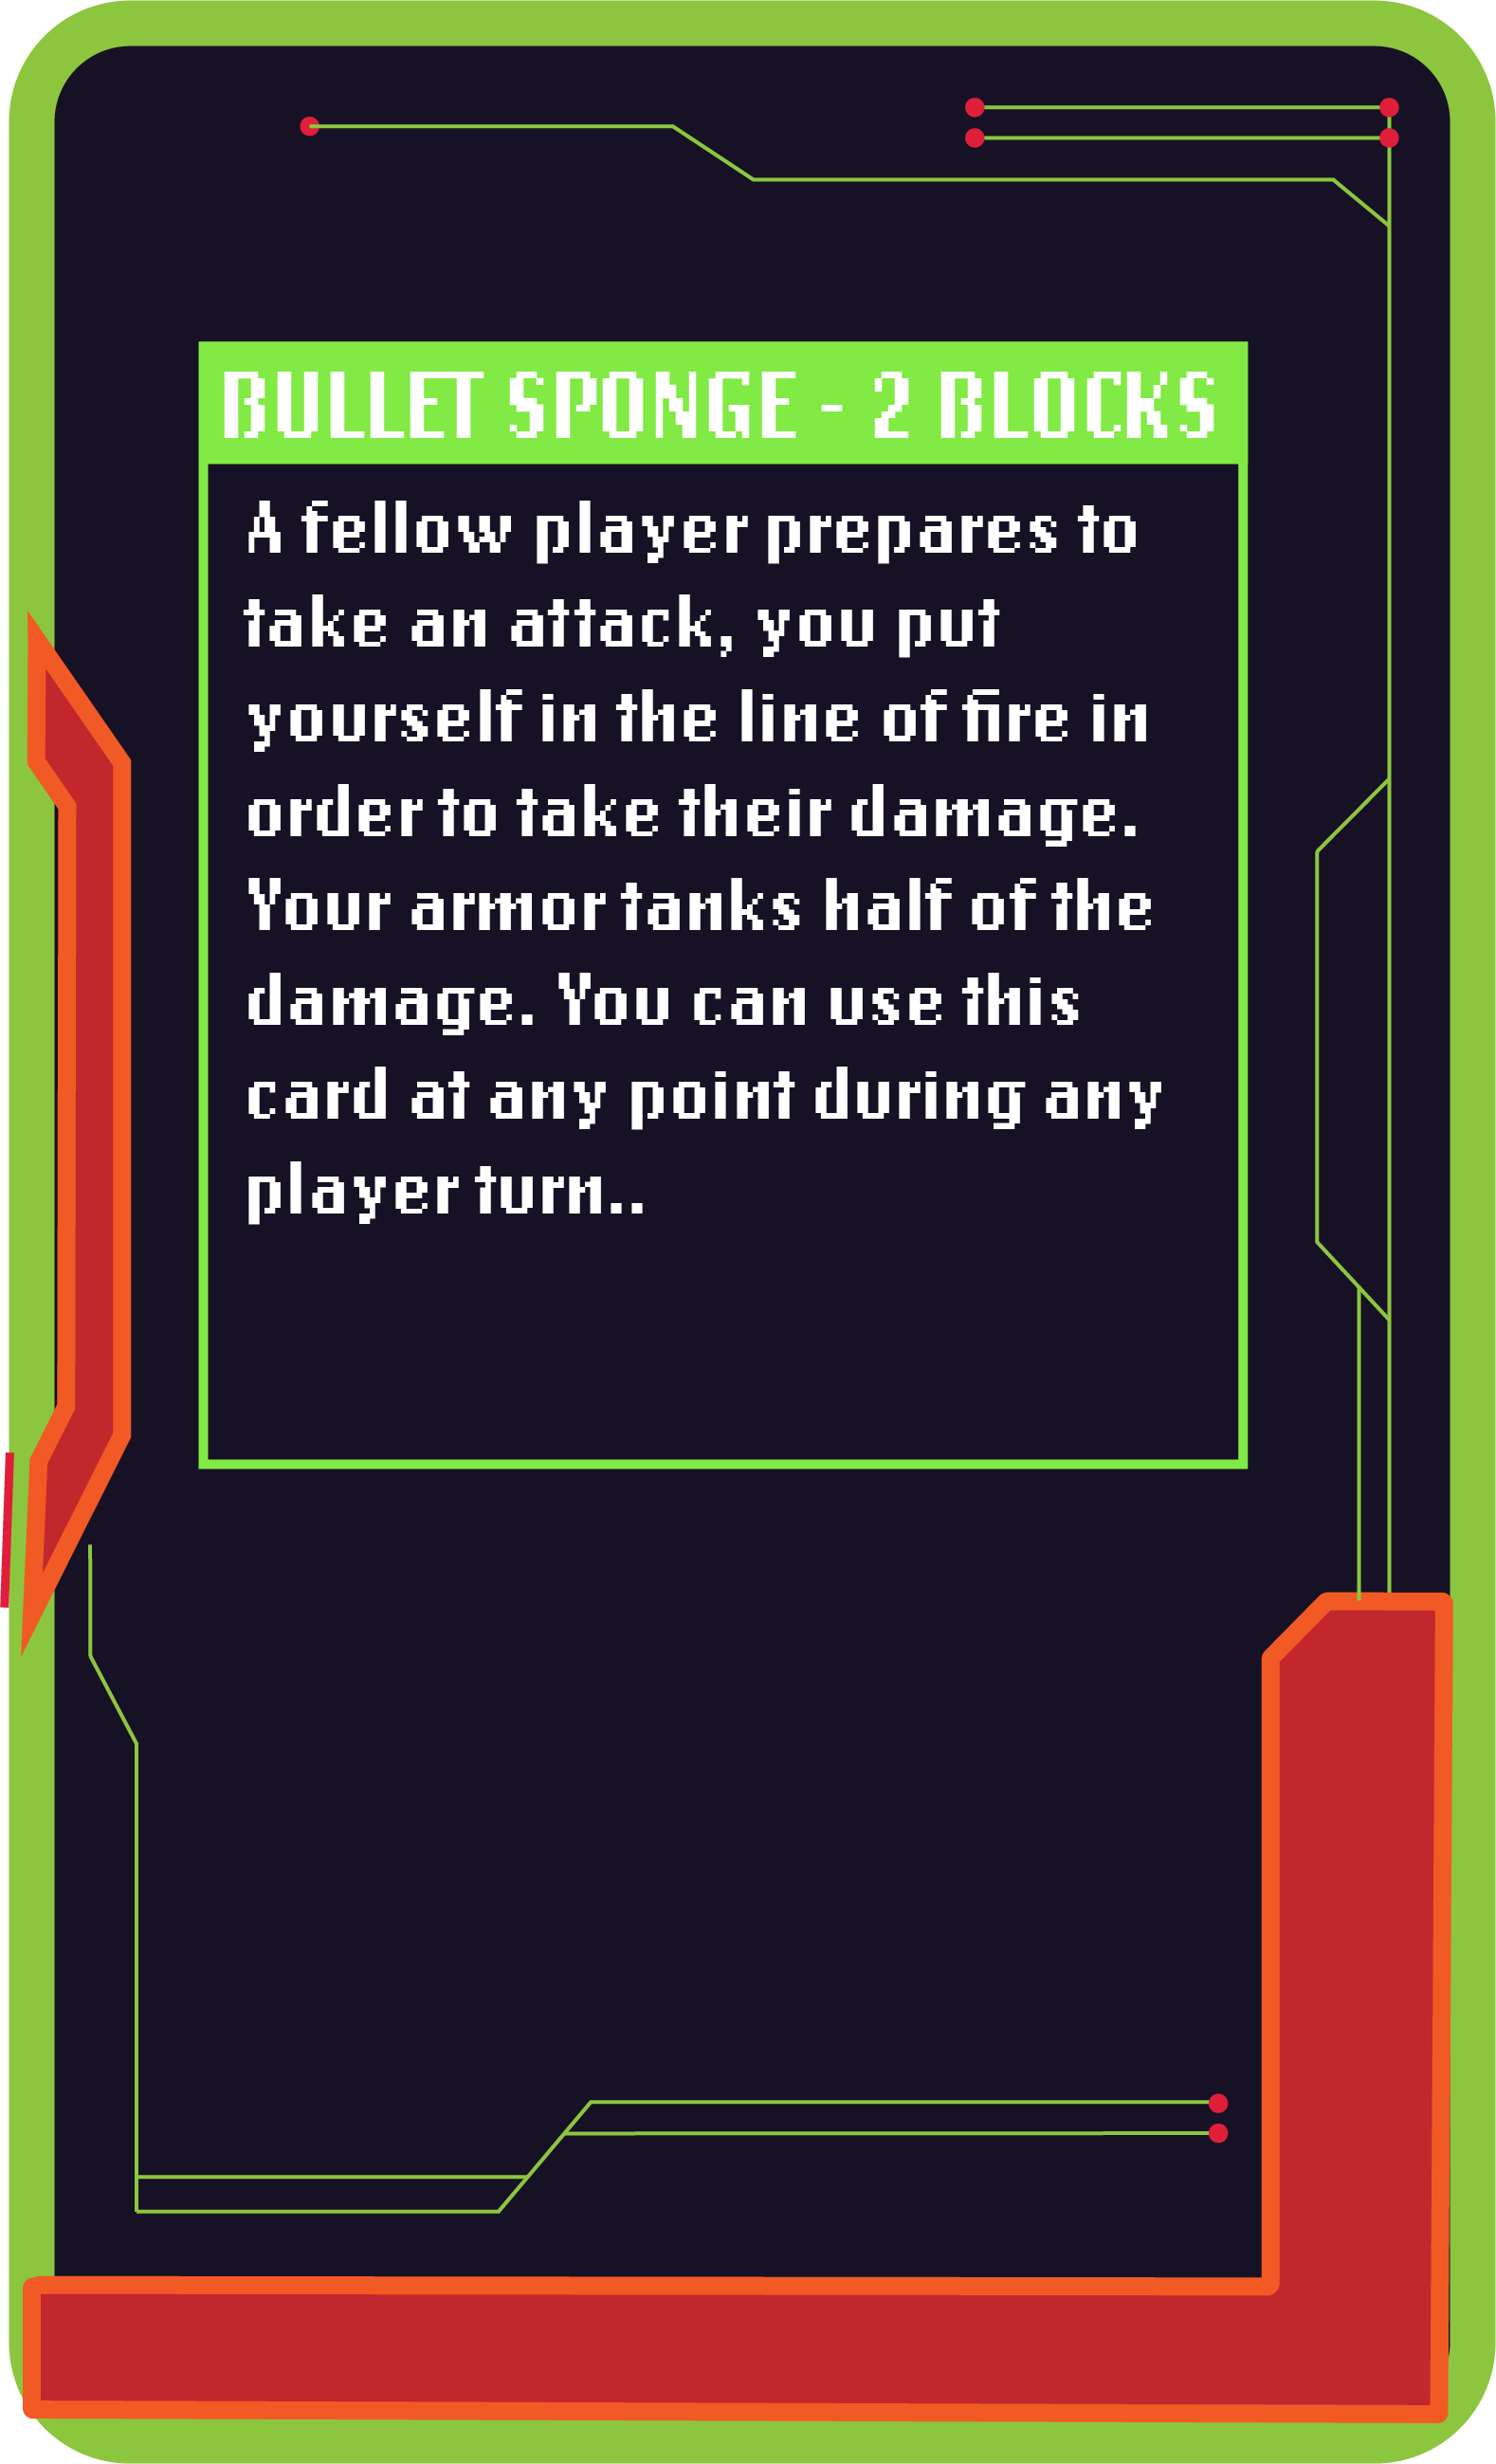 BULLET SPONGE - 2 BLOCKS
A fellow player prepares to
take an attack, you put
yourself in the line of fire in
order to take their damage.
Your armor tanks half of the
damage. You can use this
card at any point during any
player turn..